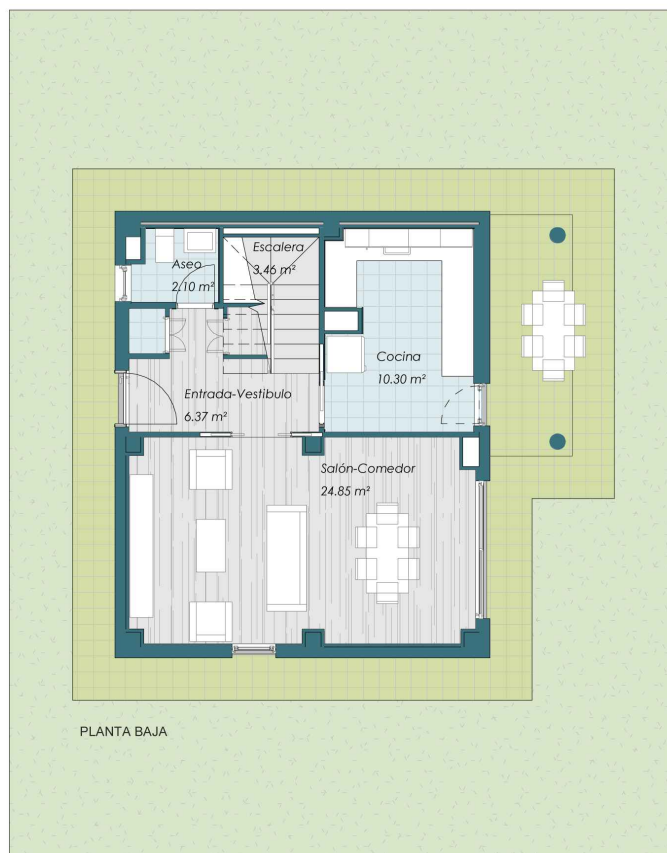 Escalera
3.46 m²
Aseo
2.10 m²
Cocina
10.30 m²
Entrada-Vestibulo
6.37 m²
Salón-Comedor
24.85 m²
PLANTA BAJA